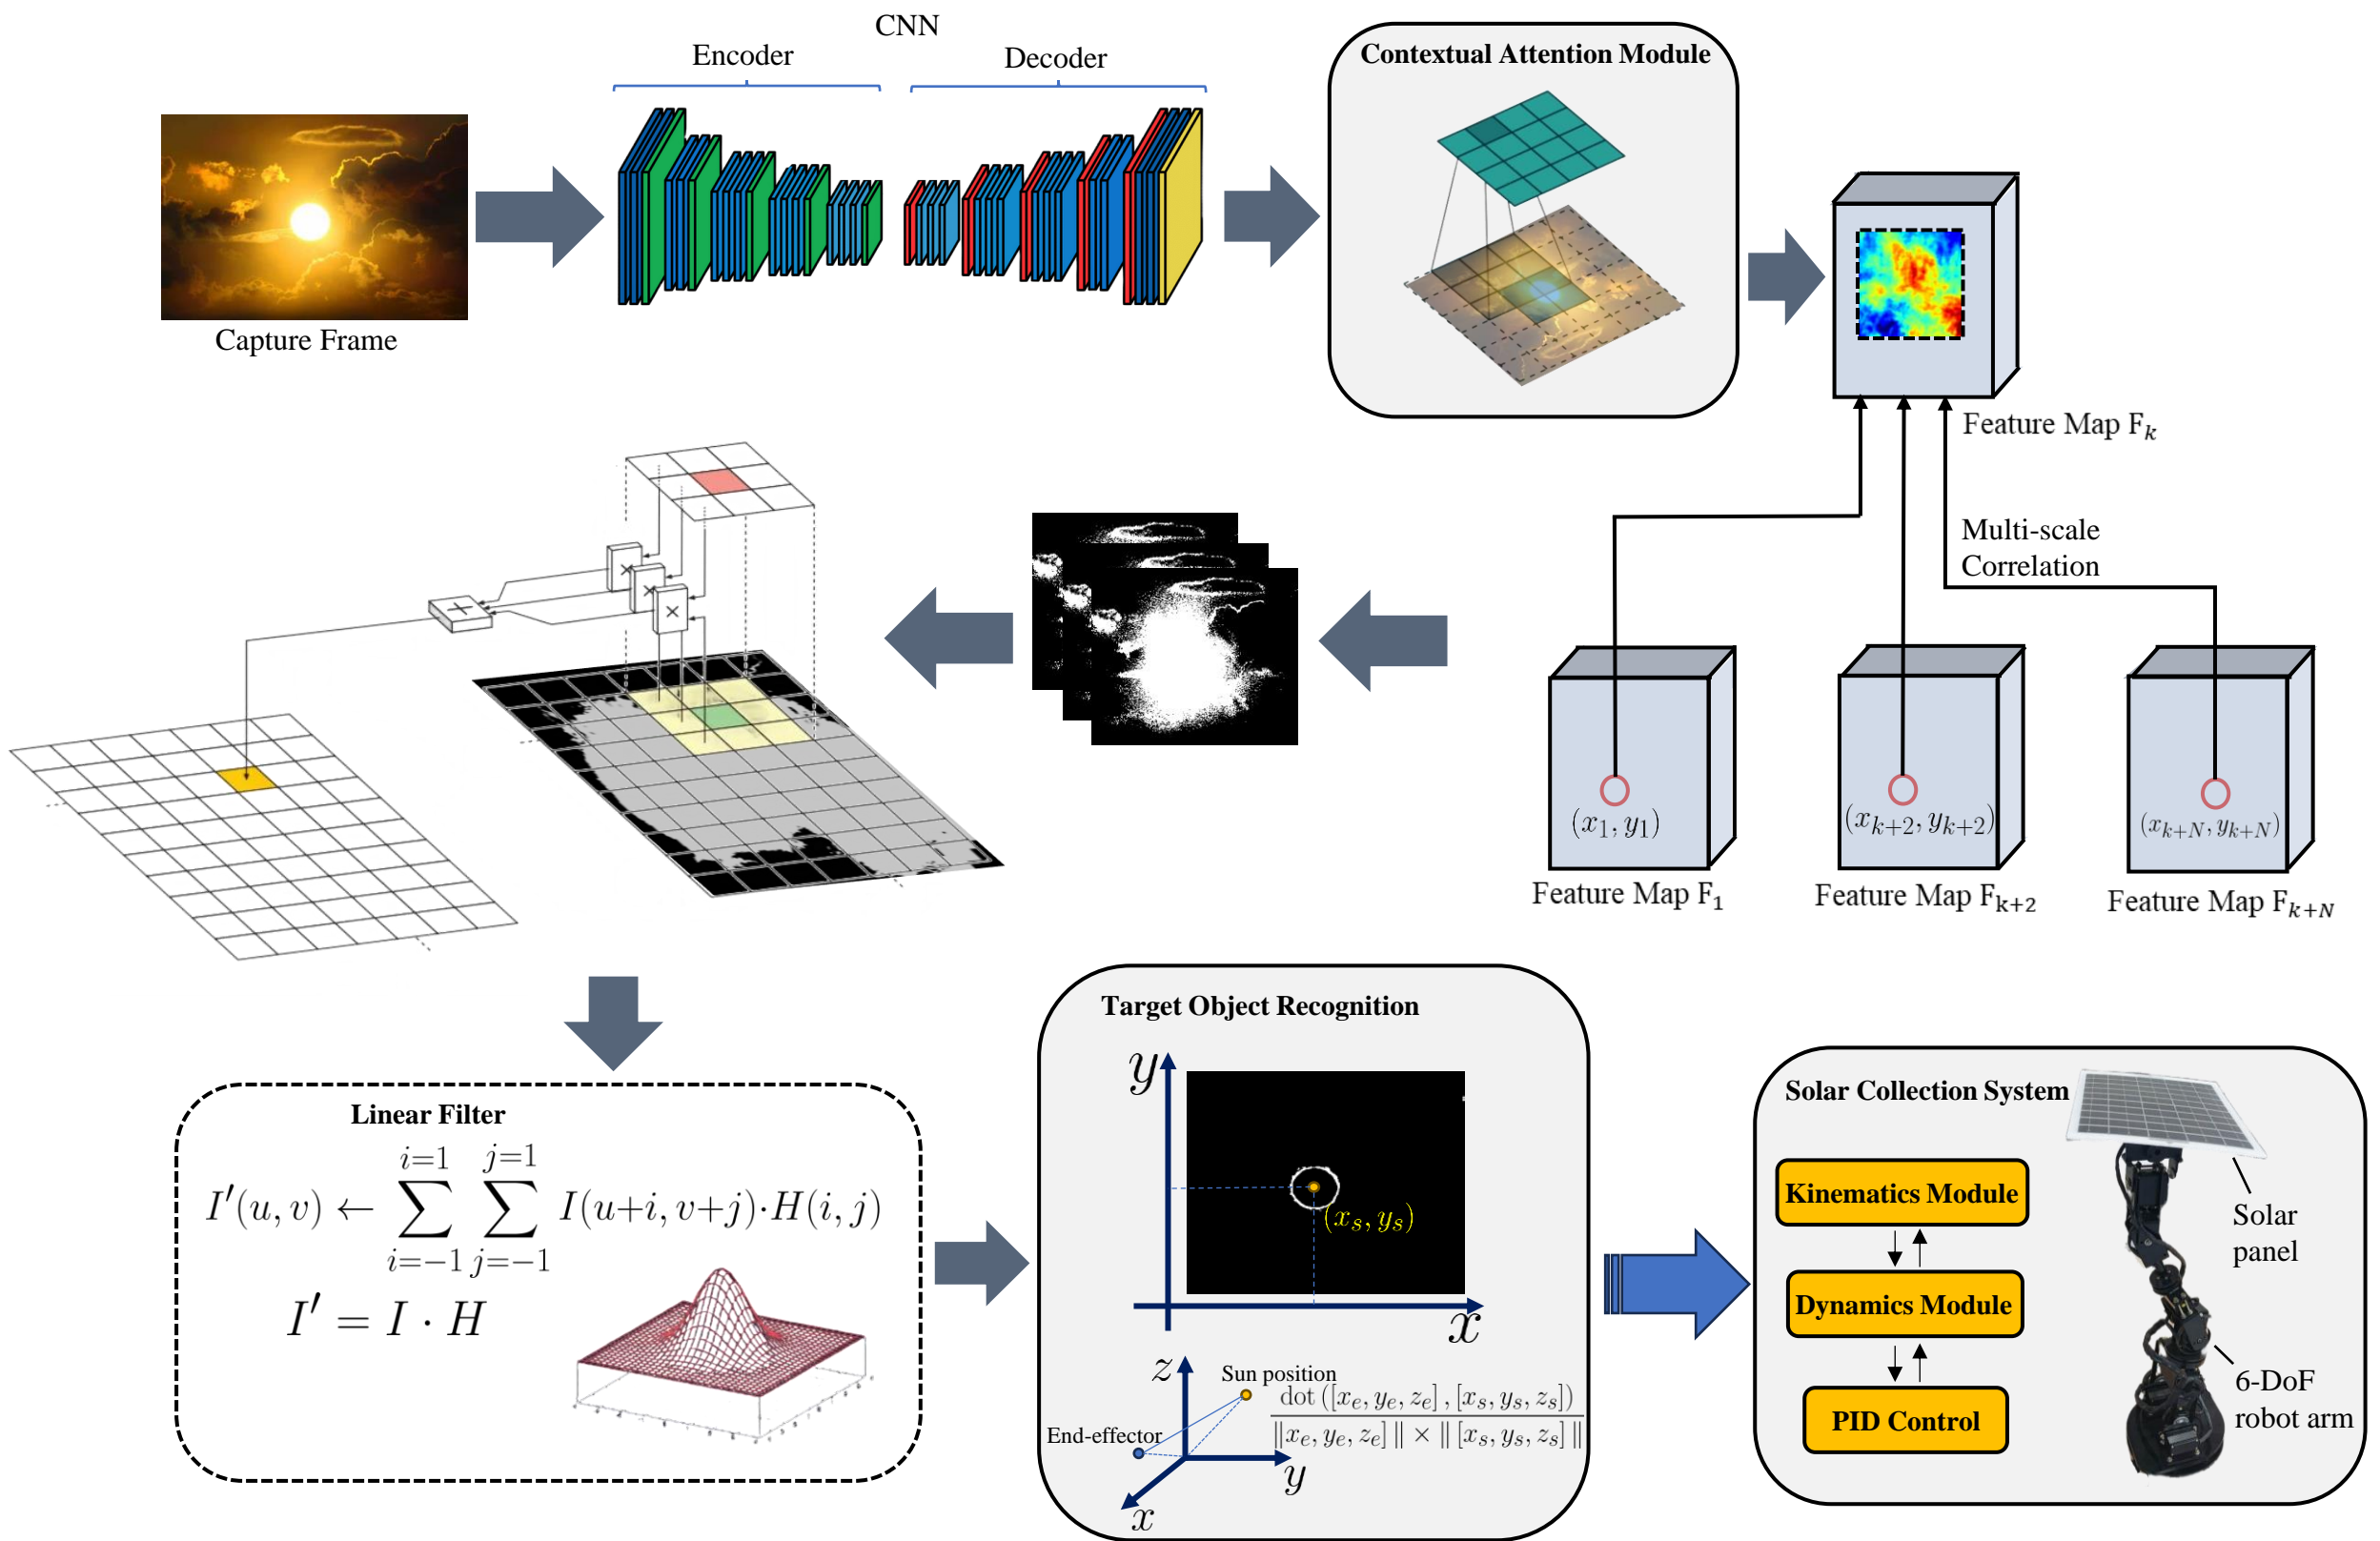 CNN
Encoder
Decoder
Contextual Attention Module
Capture Frame
Feature Map F_k
Multi-scale
Correlation
×
×
×
+
(x_1, y_1)
(x_{k+2}, y_{k+2})
(x_{k+N}, y_{k+N})
Feature Map F_1
Feature Map F_{k+2}
Feature Map F_{k+N}
Linear Filter
I′(u, v) ← \sum_{i=-1}^{i=1} \sum_{j=-1}^{j=1} I(u+i, v+j)·H(i, j)
I′ = I · H
Target Object Recognition
y
(x_s, y_s)
x
z
Sun position
End-effector
dot ([x_e, y_e, z_e] , [x_s, y_s, z_s])
‖x_e, y_e, z_e] ‖ × ‖ [x_s, y_s, z_s] ‖
y
x
Solar Collection System
Kinematics Module
Dynamics Module
PID Control
Solar
panel
6-DoF
robot arm